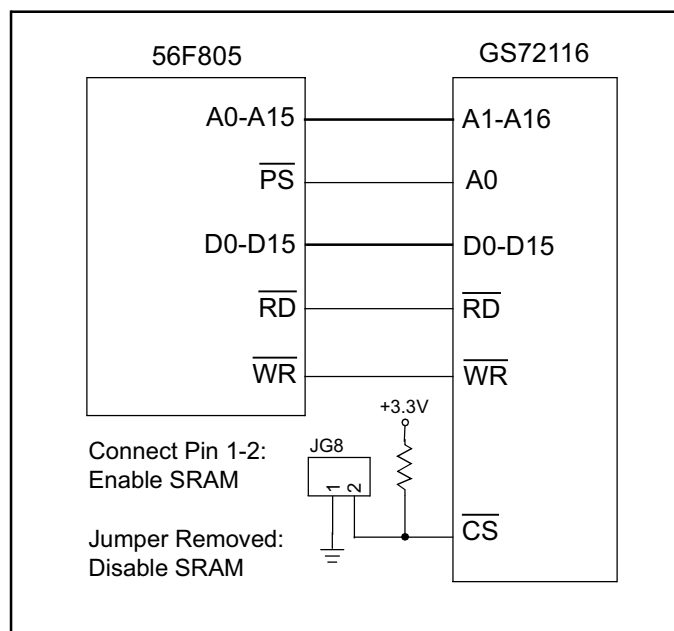 56F805
GS72116
A0-A15
A1-A16
PS
A0
D0-D15
D0-D15
RD
RD
WR
WR
+3.3V
Connect Pin 1-2:
Enable SRAM
JG8
1
2
Jumper Removed:
Disable SRAM
CS